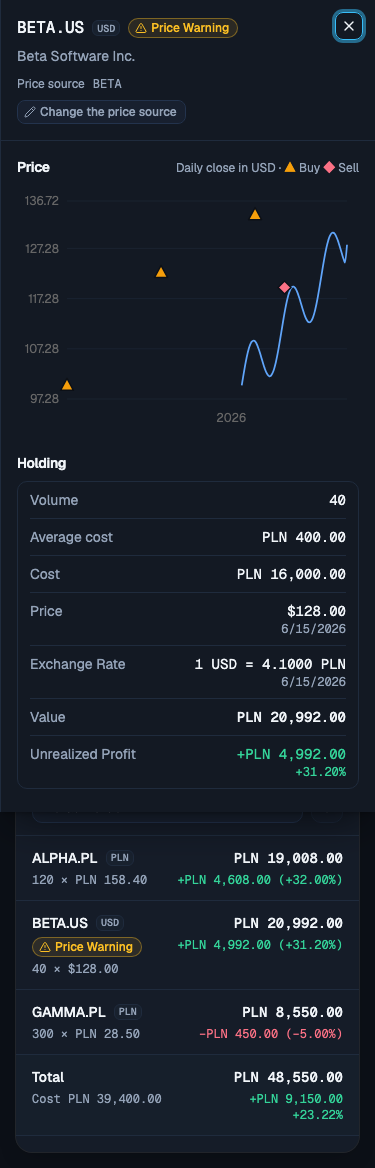 BETA.US USD Price Warning
Beta Software Inc.
Price source BETA
Change the price source
Price Daily close in USD · Buy Sell
136.72
127.28
117.28
107.28
97.28
2026
Holding
Volume 40
Average cost PLN 400.00
Cost PLN 16,000.00
Price $128.00
6/15/2026
Exchange Rate 1 USD = 4.1000 PLN
6/15/2026
Value PLN 20,992.00
Unrealized Profit +PLN 4,992.00
+31.20%
ALPHA.PL PLN PLN 19,008.00
120 × PLN 158.40 +PLN 4,608.00 (+32.00%)
BETA.US USD PLN 20,992.00
Price Warning +PLN 4,992.00 (+31.20%)
40 × $128.00
GAMMA.PL PLN PLN 8,550.00
300 × PLN 28.50 −PLN 450.00 (−5.00%)
Total PLN 48,550.00
Cost PLN 39,400.00 +PLN 9,150.00
+23.22%